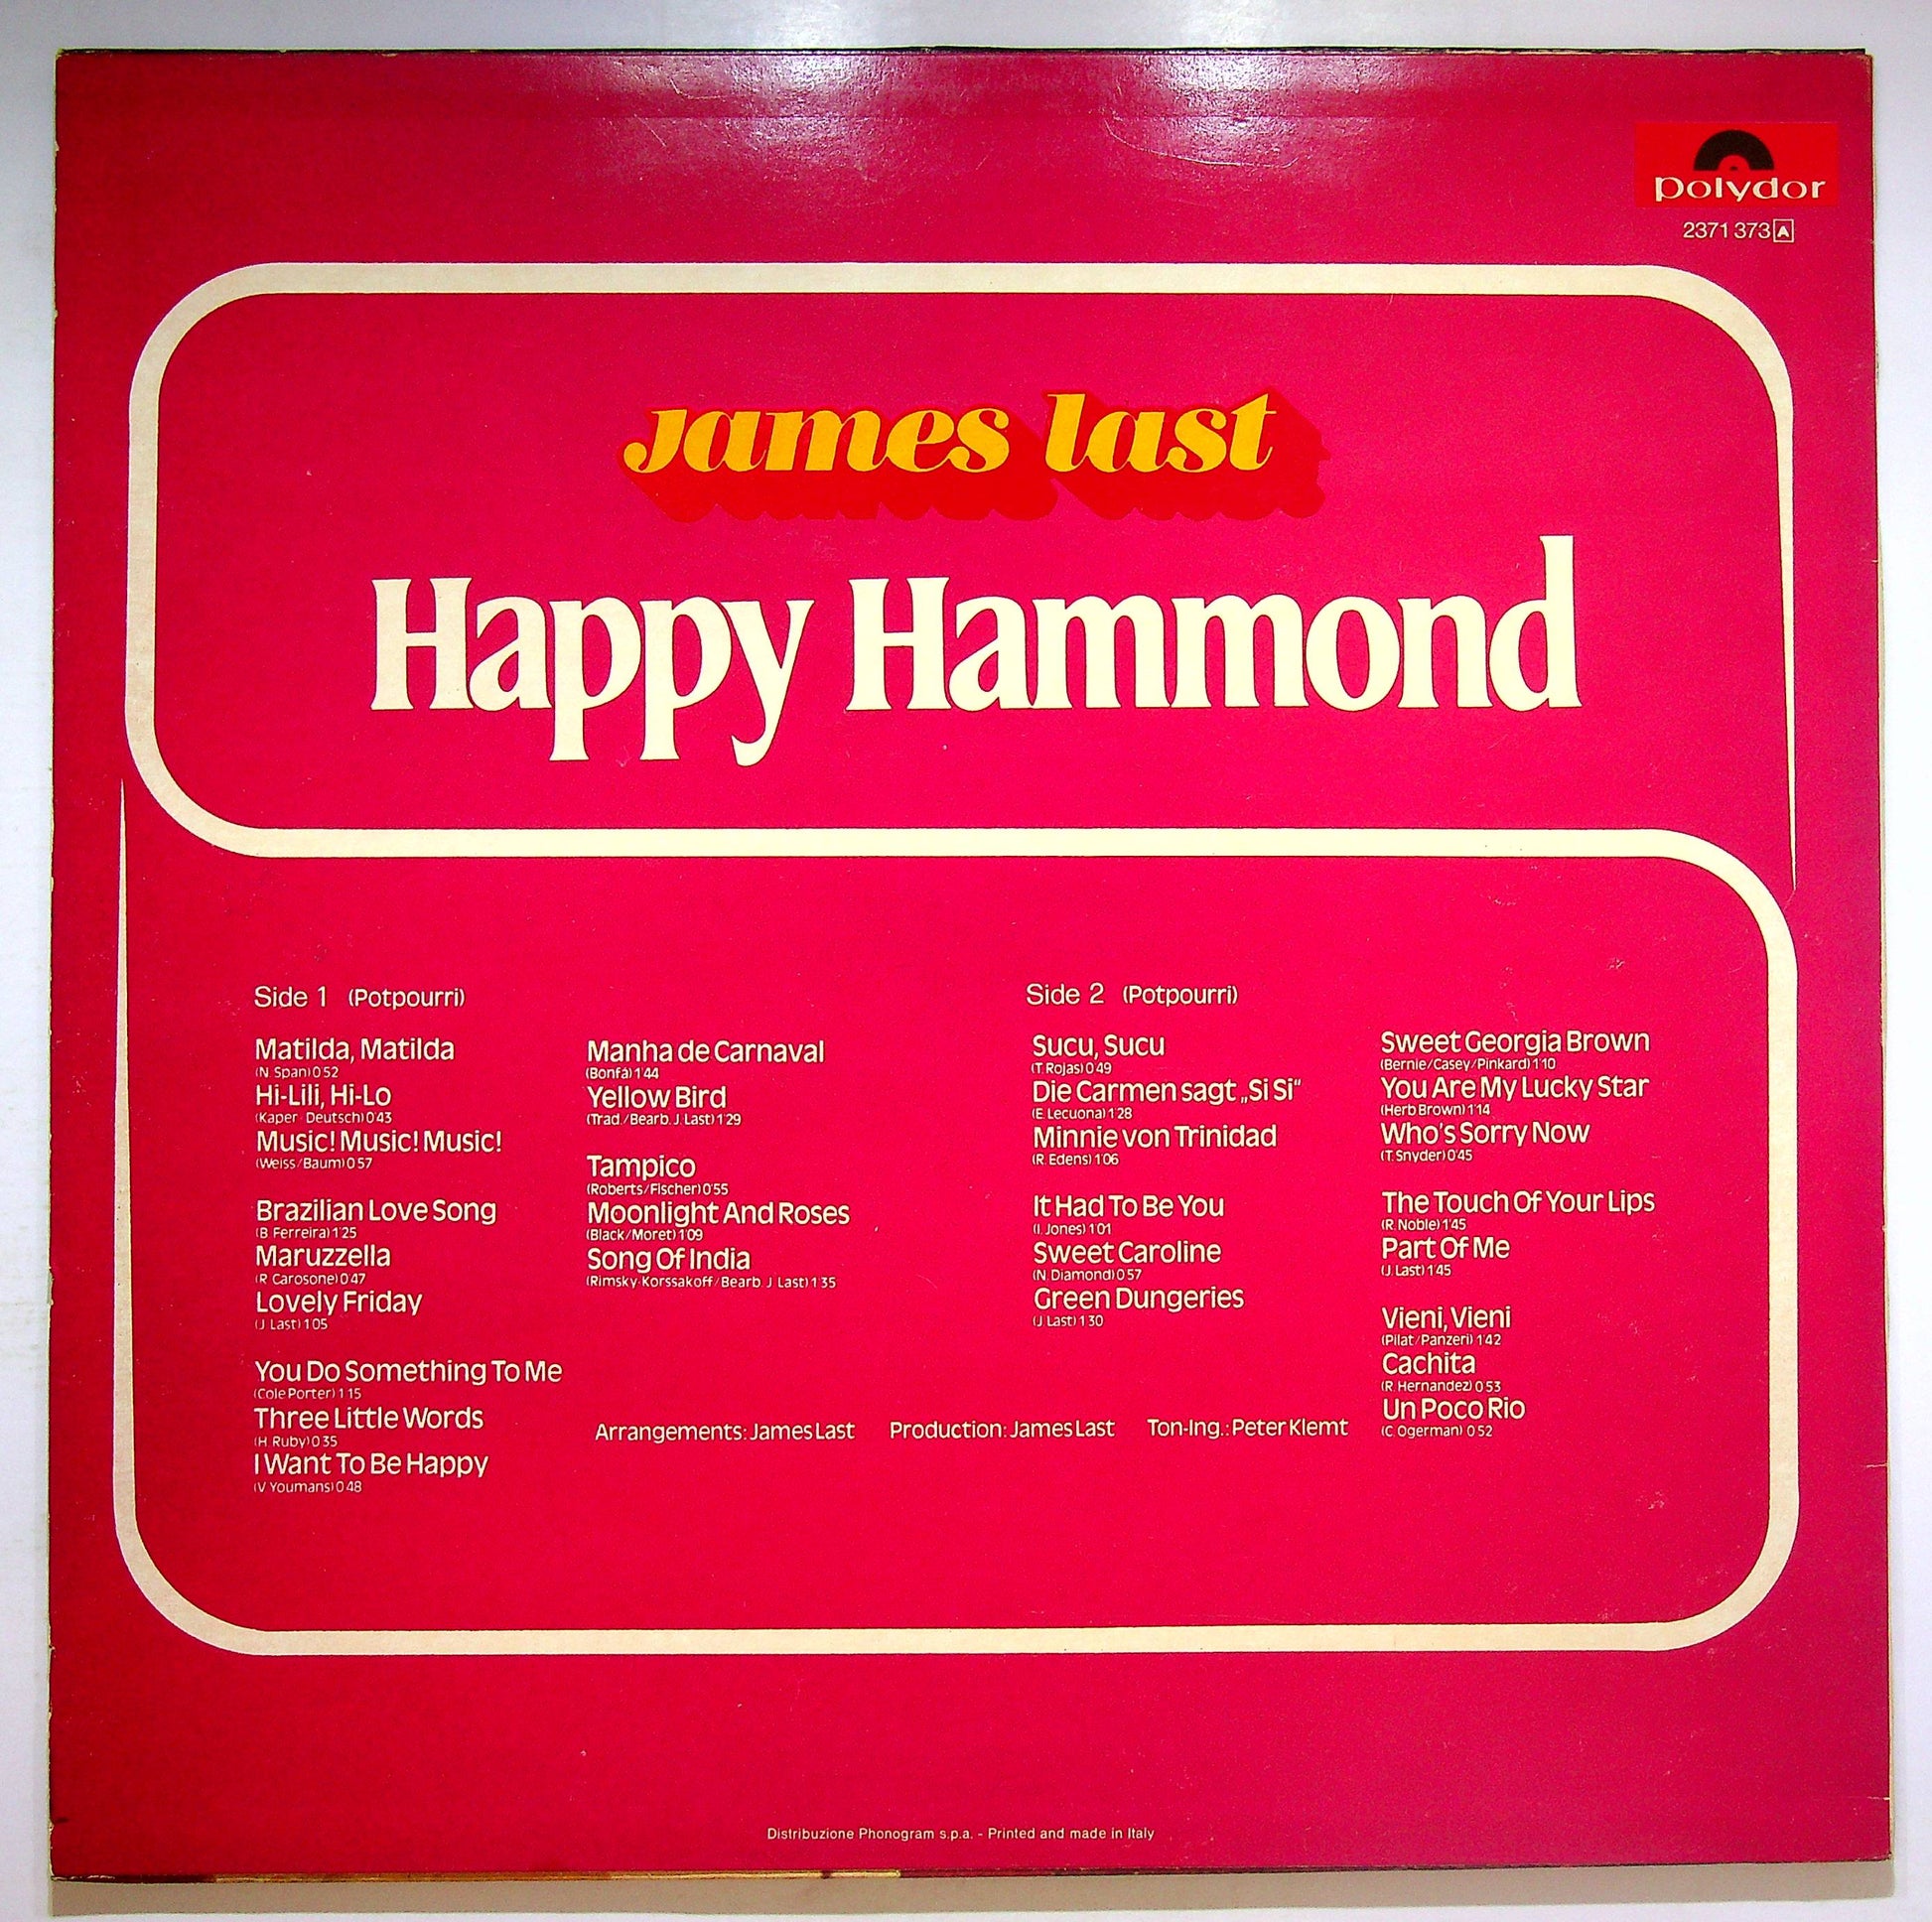 polydor
2371 373 A
James last
Happy Hammond
Side 1 (Potpourri)
Matilda, Matilda
(N. Span) 0'52
Hi-Lili, Hi-Lo
(Kaper-Deutsch) 0'43
Music! Music! Music!
(Weiss/Baum) 0'57
Brazilian Love Song
(B. Ferreira) 1'25
Maruzzella
(R. Carosone) 0'47
Lovely Friday
(J. Last) 1'05
You Do Something To Me
(Cole Porter) 1'15
Three Little Words
(H. Ruby) 0'35
I Want To Be Happy
(V. Youmans) 0'48
Manha de Carnaval
(Bonfá) 1'44
Yellow Bird
(Trad./Bearb. J. Last) 1'29
Tampico
(Roberts/Fischer) 0'55
Moonlight And Roses
(Black/Moret) 1'09
Song Of India
(Rimsky-Korssakoff/Bearb. J. Last) 1'35
Side 2 (Potpourri)
Sucu, Sucu
(T. Rojas) 0'49
Die Carmen sagt „Si Si“
(E. Lecuona) 1'28
Minnie von Trinidad
(R. Edens) 1'06
It Had To Be You
(I. Jones) 1'01
Sweet Caroline
(N. Diamond) 0'57
Green Dungeries
(J. Last) 1'30
Sweet Georgia Brown
(Bernie/Casey/Pinkard) 1'10
You Are My Lucky Star
(Herb Brown) 1'14
Who's Sorry Now
(T. Snyder) 0'45
The Touch Of Your Lips
(R. Noble) 1'45
Part Of Me
(J. Last) 1'45
Vieni, Vieni
(Pilat/Panzeri) 1'42
Cachita
(R. Hernandez) 0'53
Un Poco Rio
(C. Ogerman) 0'52
Arrangements: James Last Production: James Last Ton-Ing.: Peter Klemt
Distribuzione Phonogram s.p.a. - Printed and made in Italy